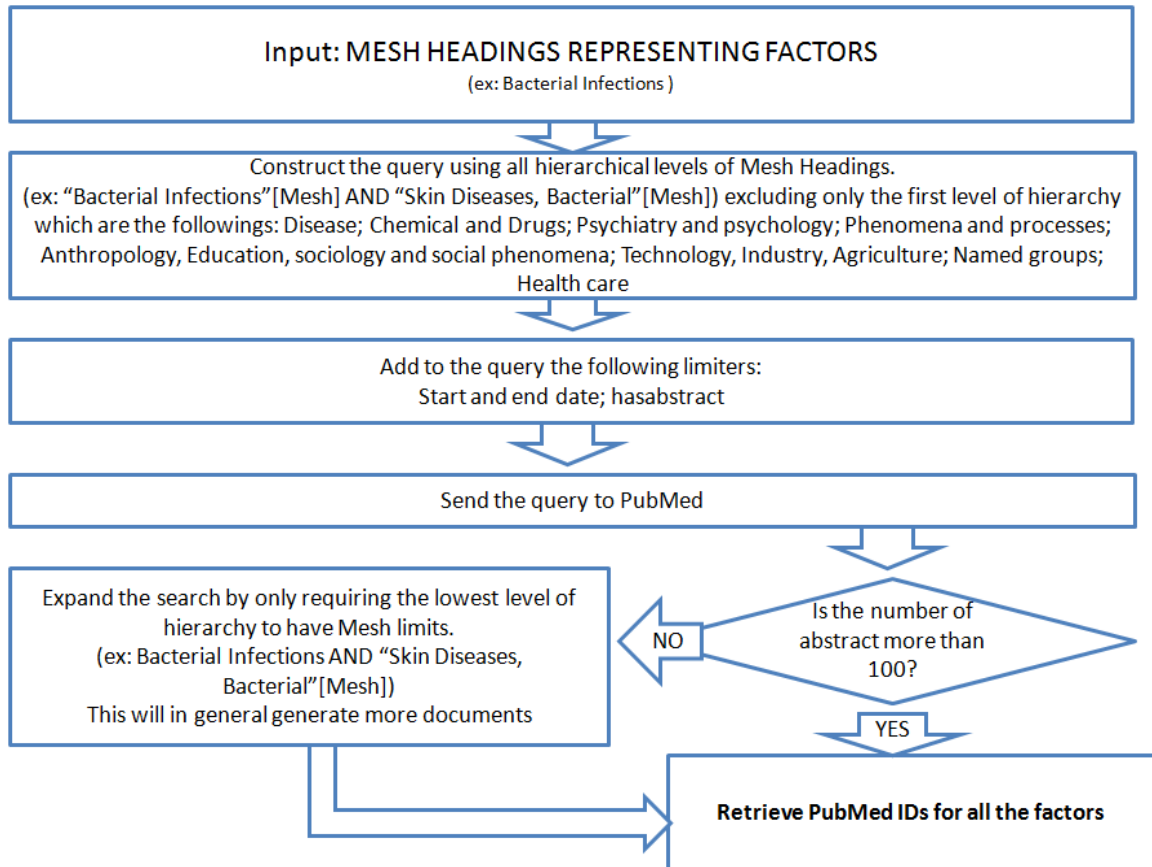 Input: MESH HEADINGS REPRESENTING FACTORS
(ex: Bacterial Infections )
Construct the query using all hierarchical levels of Mesh Headings.
(ex: “Bacterial Infections”[Mesh] AND “Skin Diseases, Bacterial”[Mesh]) excluding only the first level of hierarchy
which are the followings: Disease; Chemical and Drugs; Psychiatry and psychology; Phenomena and processes;
Anthropology, Education, sociology and social phenomena; Technology, Industry, Agriculture; Named groups;
Health care
Add to the query the following limiters:
Start and end date; hasabstract
Send the query to PubMed
Is the number of
abstract more than
100?
NO
Expand the search by only requiring the lowest level of
hierarchy to have Mesh limits.
(ex: Bacterial Infections AND “Skin Diseases,
Bacterial”[Mesh])
This will in general generate more documents
YES
Retrieve PubMed IDs for all the factors